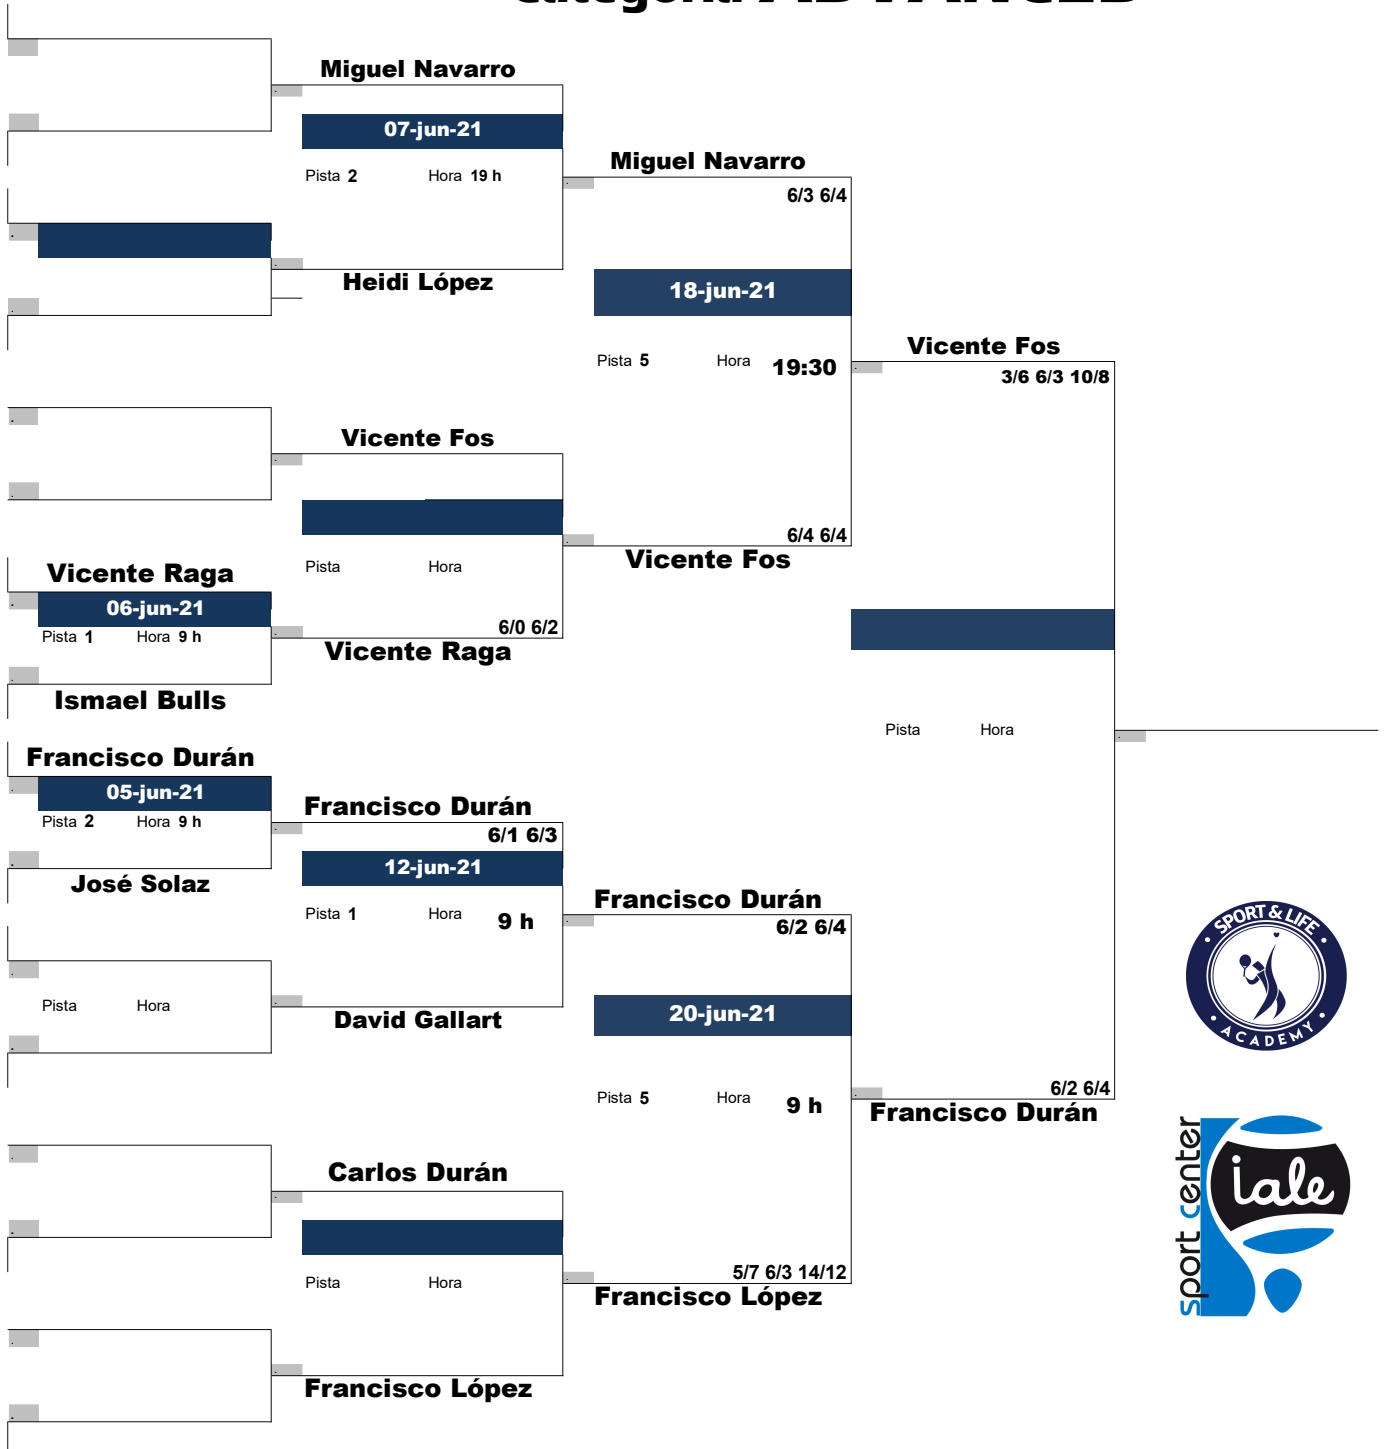 ADVANCED
Miguel Navarro
07-jun-21
Pista 2 Hora 19 h
Heidi López
Miguel Navarro
6/3 6/4
18-jun-21
Pista 5 Hora 19:30
Vicente Fos
3/6 6/3 10/8
Vicente Fos
Pista Hora
6/0 6/2
Vicente Raga
6/4 6/4
Vicente Fos
Vicente Raga
06-jun-21
Pista 1 Hora 9 h
Ismael Bulls
Pista Hora
Francisco Durán
05-jun-21
Pista 2 Hora 9 h
José Solaz
Francisco Durán
6/1 6/3
12-jun-21
Pista 1 Hora 9 h
David Gallart
Pista Hora
Francisco Durán
6/2 6/4
20-jun-21
Pista 5 Hora 9 h
6/2 6/4
Francisco Durán
Carlos Durán
Pista Hora
Francisco López
5/7 6/3 14/12
Francisco López
SPORT & LIFE
ACADEMY
sport center
iale